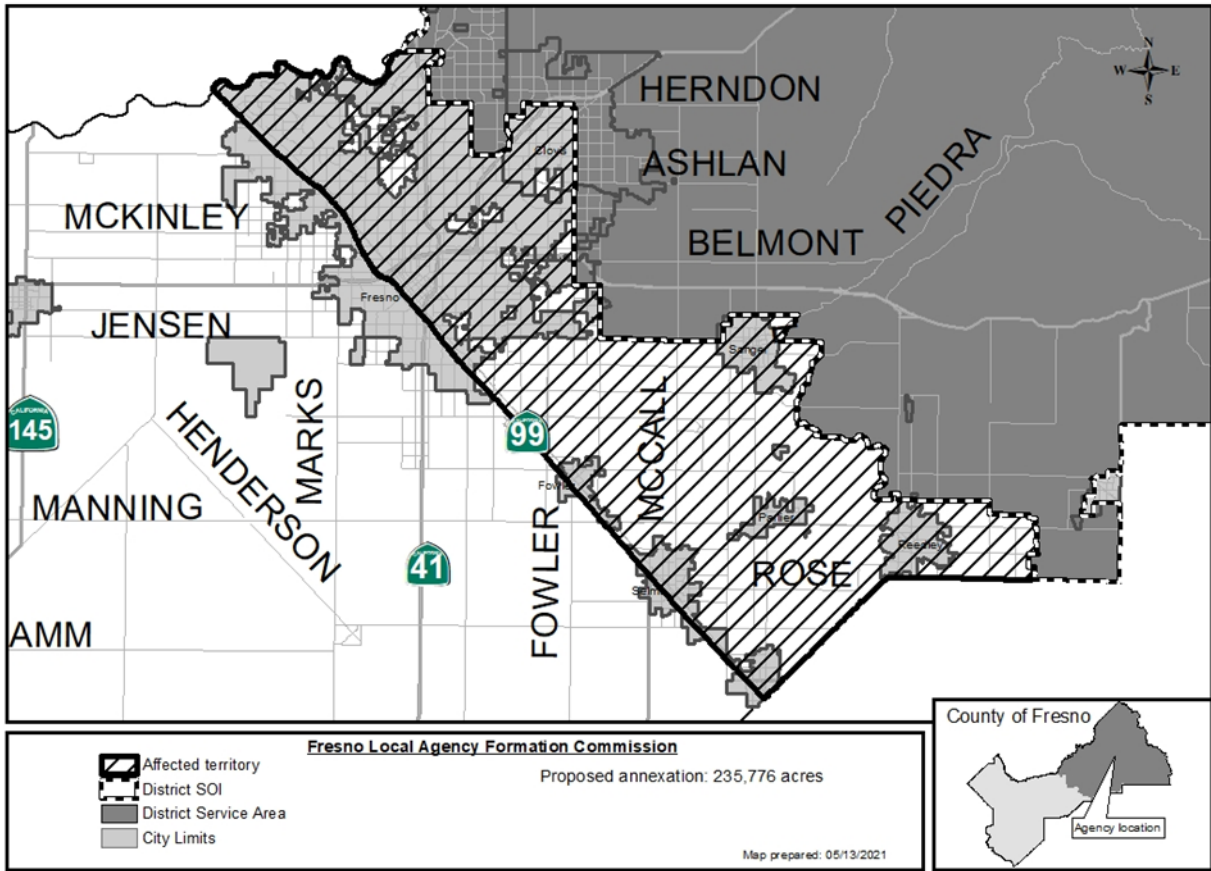 N
W E
S
HERNDON
ASHLAN
PIEDRA
Clovis
MCKINLEY
BELMONT
Fresno
JENSEN
Sanger
MARKS
MCCALL
CALIFORNIA
145
HENDERSON
99
Fowler
MANNING
FOWLER
Parlier
Reedley
CALIFORNIA
41
ROSE
Selma
AMM
County of Fresno
Agency location
Fresno Local Agency Formation Commission
Affected territory
Proposed annexation: 235,776 acres
District SOI
District Service Area
City Limits
Map prepared: 05/13/2021